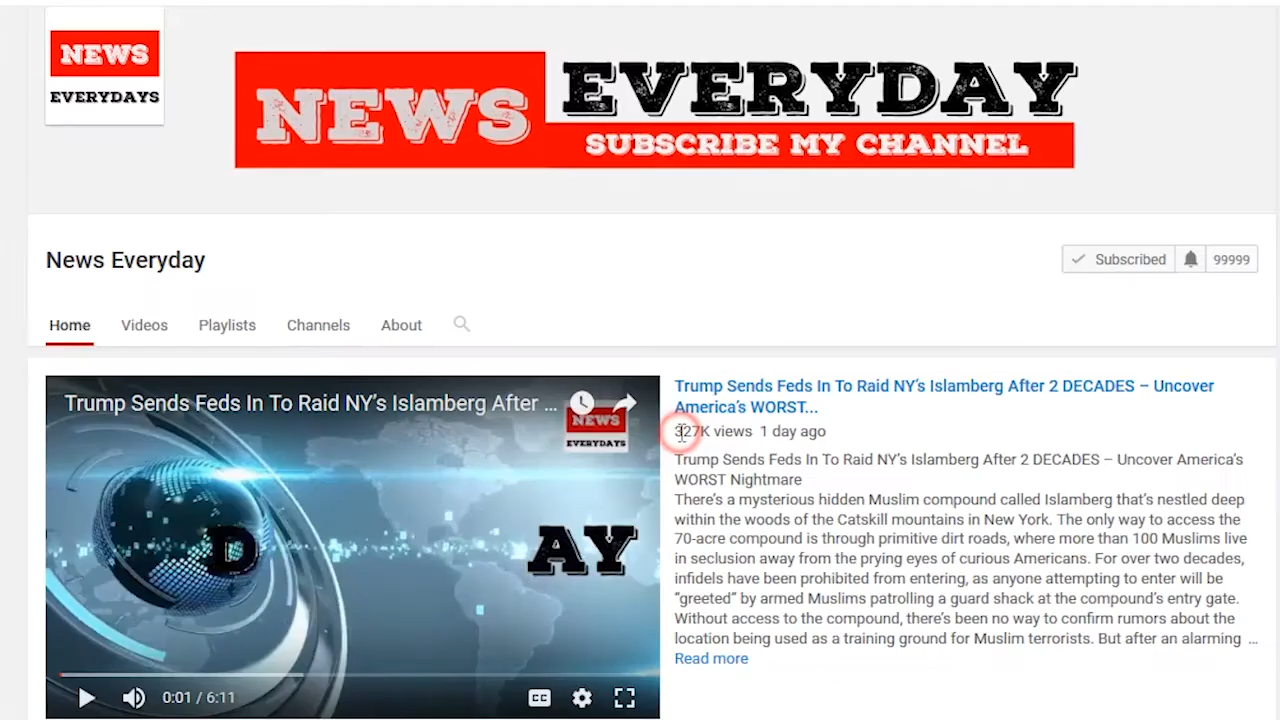 NEWS
EVERYDAYS
NEWS EVERYDAY
SUBSCRIBE MY CHANNEL
News Everyday
Subscribed 99999
Home Videos Playlists Channels About
Trump Sends Feds In To Raid NY's Islamberg After ...
NEWS
EVERYDAYS
D AY
0:01 / 6:11
CC
Trump Sends Feds In To Raid NY's Islamberg After 2 DECADES – Uncover
America's WORST...
327K views 1 day ago
Trump Sends Feds In To Raid NY's Islamberg After 2 DECADES – Uncover America's
WORST Nightmare
There's a mysterious hidden Muslim compound called Islamberg that's nestled deep
within the woods of the Catskill mountains in New York. The only way to access the
70-acre compound is through primitive dirt roads, where more than 100 Muslims live
in seclusion away from the prying eyes of curious Americans. For over two decades,
infidels have been prohibited from entering, as anyone attempting to enter will be
“greeted” by armed Muslims patrolling a guard shack at the compound's entry gate.
Without access to the compound, there's been no way to confirm rumors about the
location being used as a training ground for Muslim terrorists. But after an alarming ...
Read more